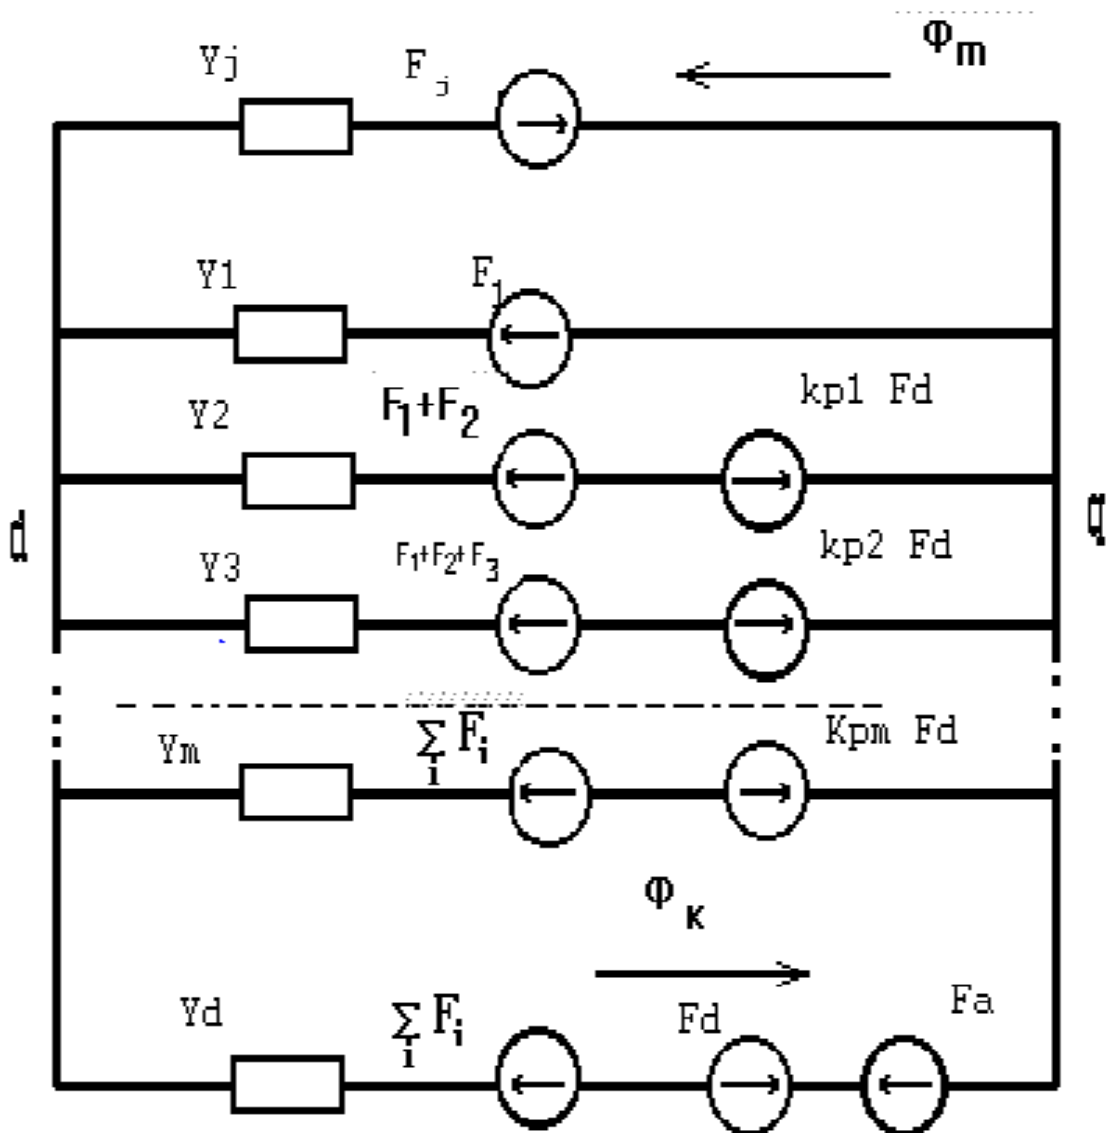 Φm
Yj
Fj
Y1
F1
Y2
F1+F2
kp1 Fd
d
q
Y3
F1+F2+F3
kp2 Fd
Ym
∑i Fi
Kpm Fd
Φк
Yd
∑i Fi
Fd
Fa